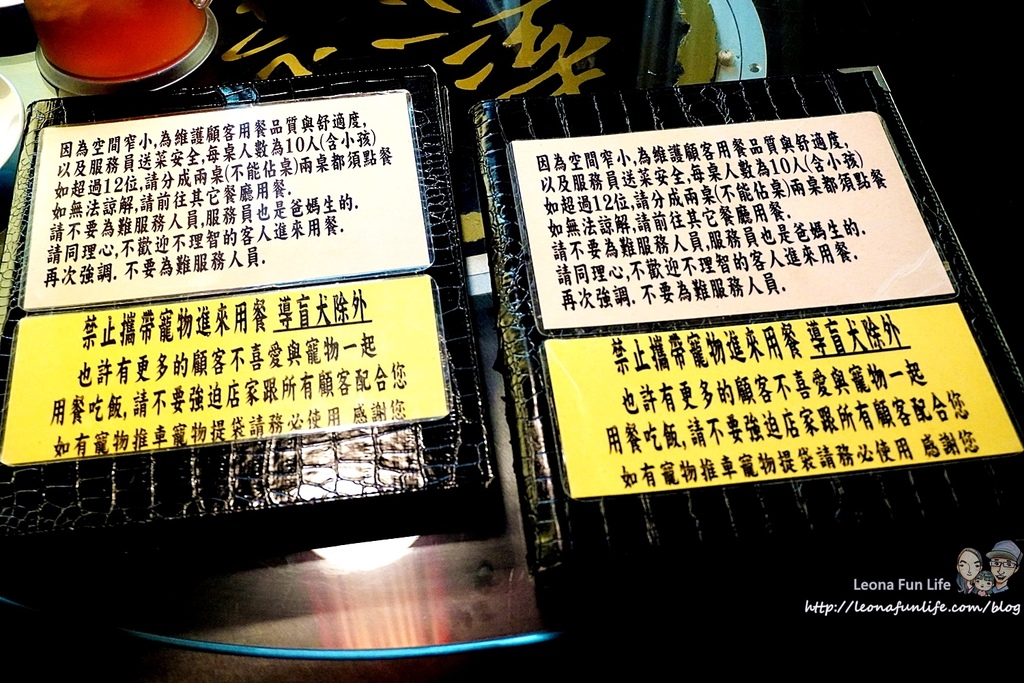 因為空間窄小,為維護顧客用餐品質與舒適度,
以及服務員送菜安全,每桌人數為10人(含小孩)
如超過12位,請分成兩桌(不能佔桌)兩桌都須點餐
如無法諒解,請前往其它餐廳用餐.
請不要為難服務人員,服務員也是爸媽生的.
請同理心,不歡迎不理智的客人進來用餐.
再次強調. 不要為難服務人員.
禁止攜帶寵物進來用餐 導盲犬除外
也許有更多的顧客不喜愛與寵物一起
用餐吃飯,請不要強迫店家跟所有顧客配合您
如有寵物推車寵物提袋請務必使用 感謝您
因為空間窄小,為維護顧客用餐品質與舒適度,
以及服務員送菜安全,每桌人數為10人(含小孩)
如超過12位,請分成兩桌(不能佔桌)兩桌都須點餐
如無法諒解,請前往其它餐廳用餐.
請不要為難服務人員,服務員也是爸媽生的.
請同理心,不歡迎不理智的客人進來用餐.
再次強調. 不要為難服務人員.
禁止攜帶寵物進來用餐 導盲犬除外
也許有更多的顧客不喜愛與寵物一起
用餐吃飯,請不要強迫店家跟所有顧客配合您
如有寵物推車寵物提袋請務必使用 感謝您
Leona Fun Life
http://leonafunlife.com/blog